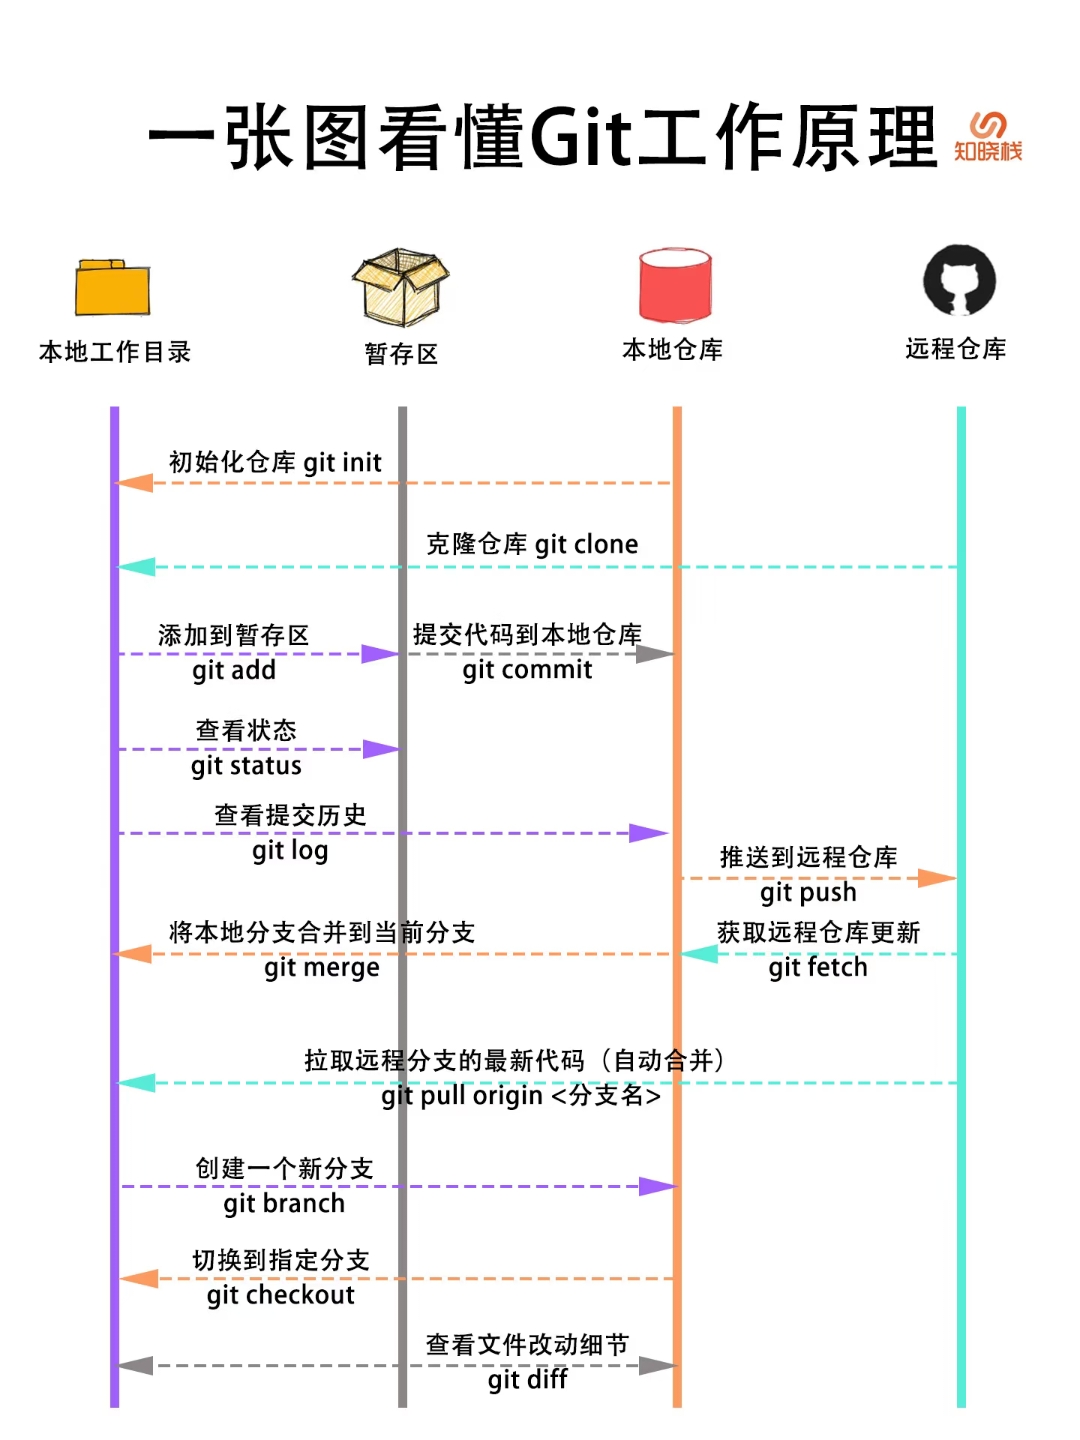 一张图看懂Git工作原理
知晓栈
本地工作目录
暂存区
本地仓库
远程仓库
初始化仓库 git init
克隆仓库 git clone
添加到暂存区
git add
提交代码到本地仓库
git commit
查看状态
git status
查看提交历史
git log
推送到远程仓库
git push
将本地分支合并到当前分支
git merge
获取远程仓库更新
git fetch
拉取远程分支的最新代码（自动合并）
git pull origin <分支名>
创建一个新分支
git branch
切换到指定分支
git checkout
查看文件改动细节
git diff